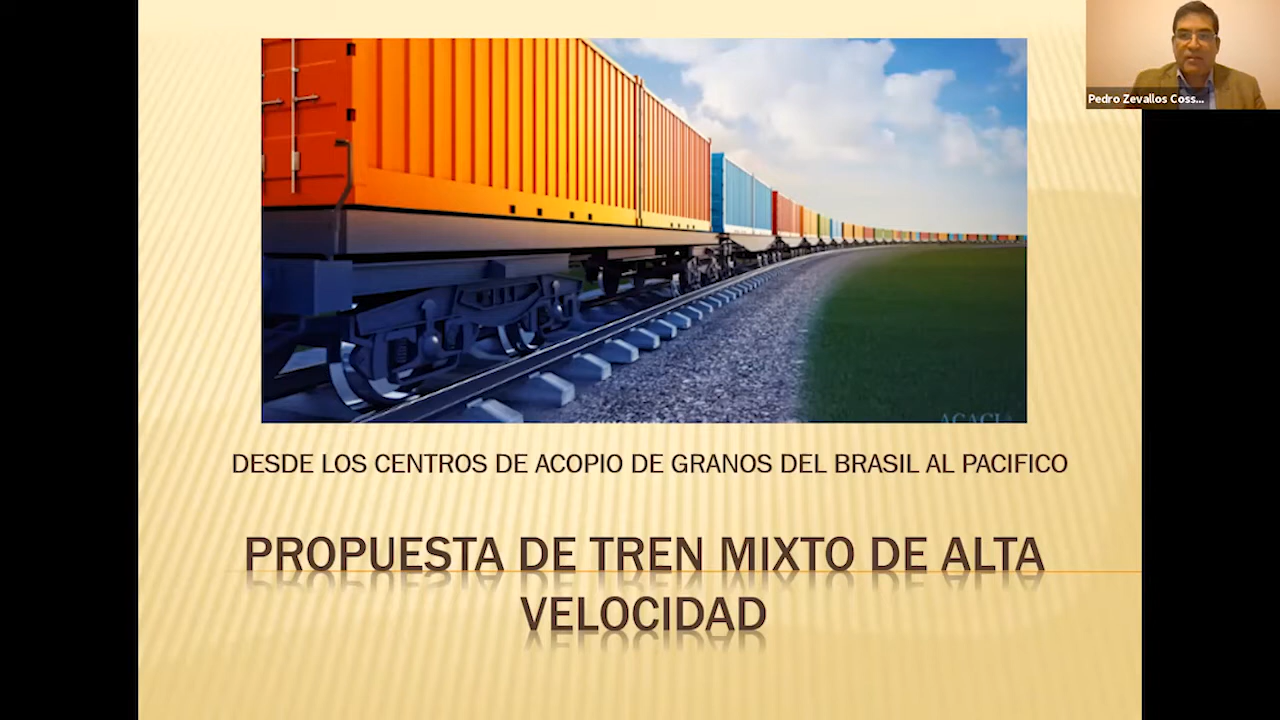 Pedro Zevallos Coss...
DESDE LOS CENTROS DE ACOPIO DE GRANOS DEL BRASIL AL PACIFICO
PROPUESTA DE TREN MIXTO DE ALTA
VELOCIDAD